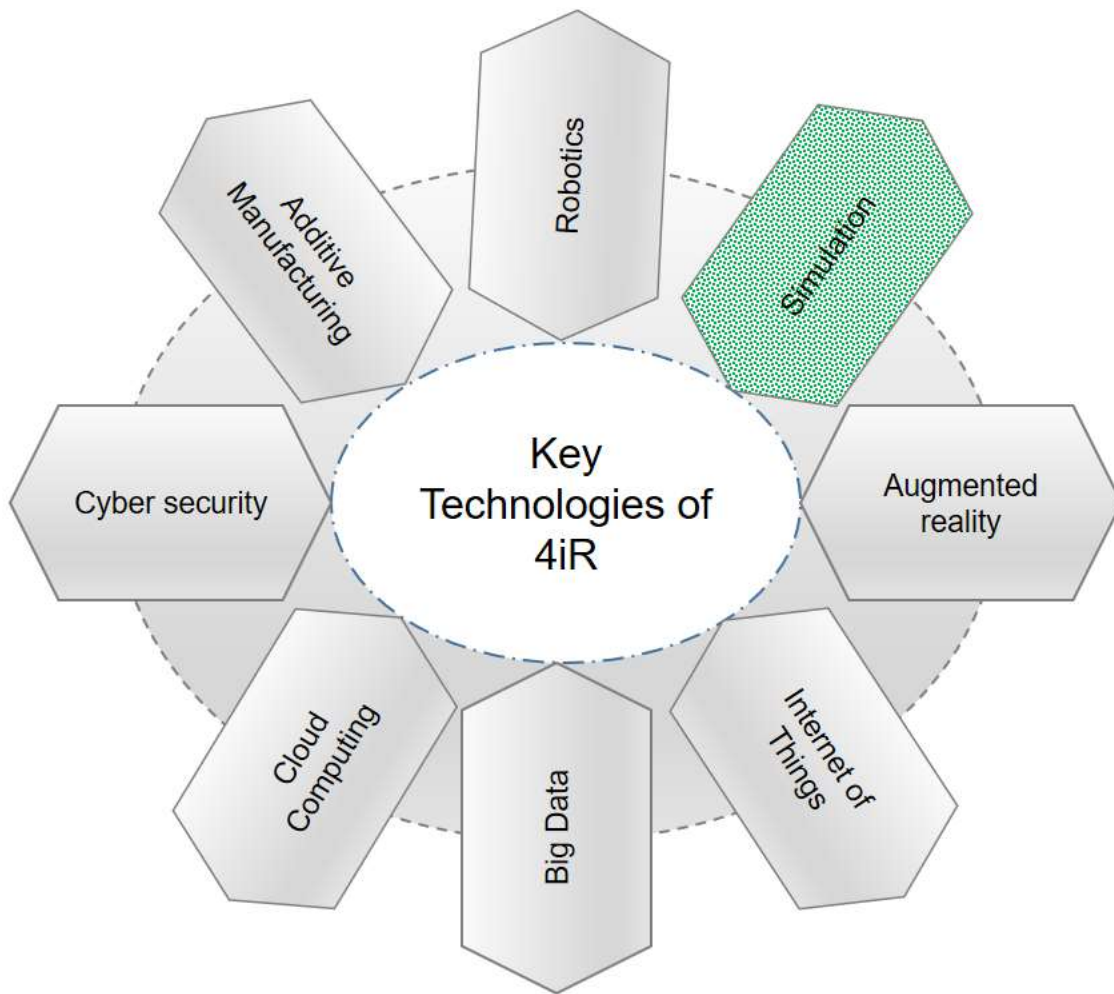 Robotics
Simulation
Additive
Manufacturing
Key
Technologies of
4iR
Cyber security
Augmented
reality
Cloud
Computing
Big Data
Internet of
Things